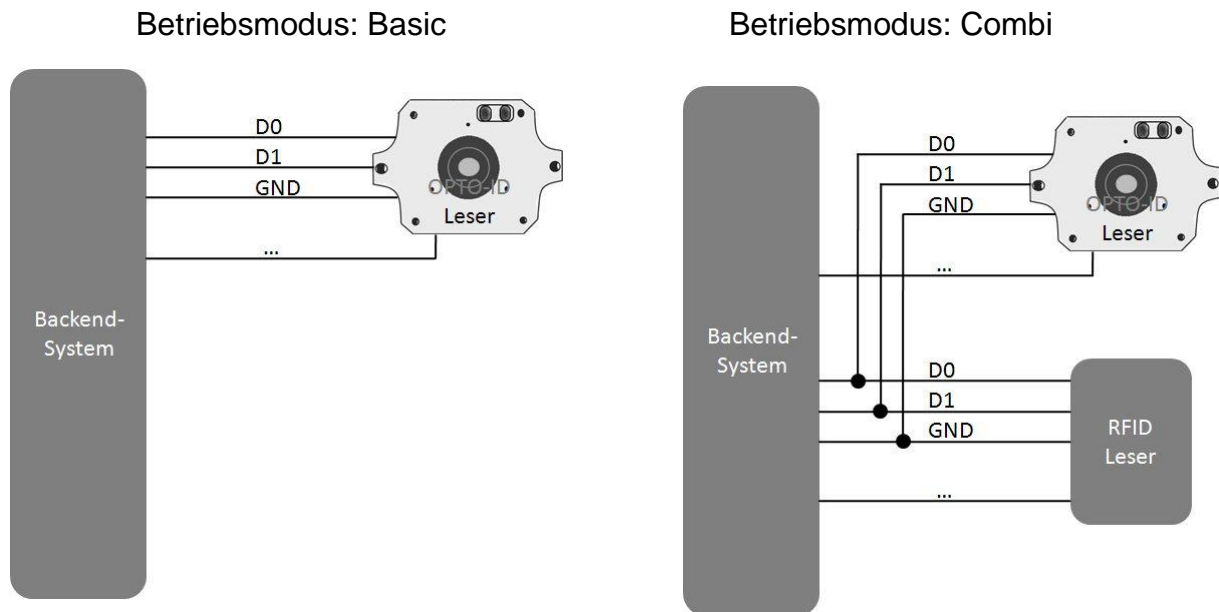 Betriebsmodus: Basic
D0
D1
GND
...
OPTO-ID
Leser
Backend-
System
Betriebsmodus: Combi
D0
D1
GND
...
OPTO-ID
Leser
Backend-
System
D0
D1
GND
...
RFID
Leser